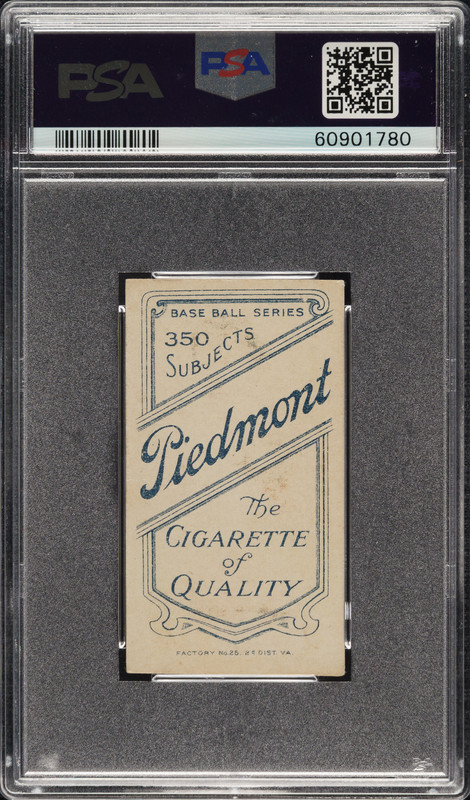 PSA
PSA
60901780
BASE BALL SERIES
350
SUBJECTS
Piedmont
The
CIGARETTE
of
QUALITY
FACTORY No 25, 2d DIST. VA.